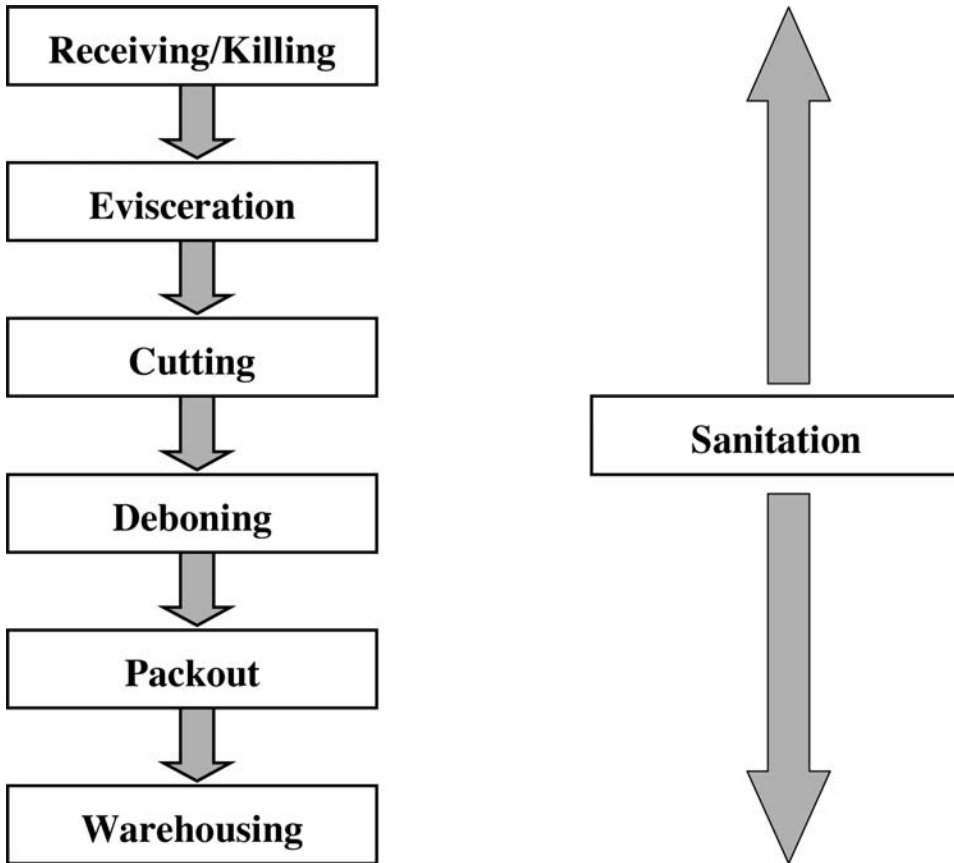 Receiving/Killing
Evisceration
Cutting
Deboning
Packout
Warehousing
Sanitation